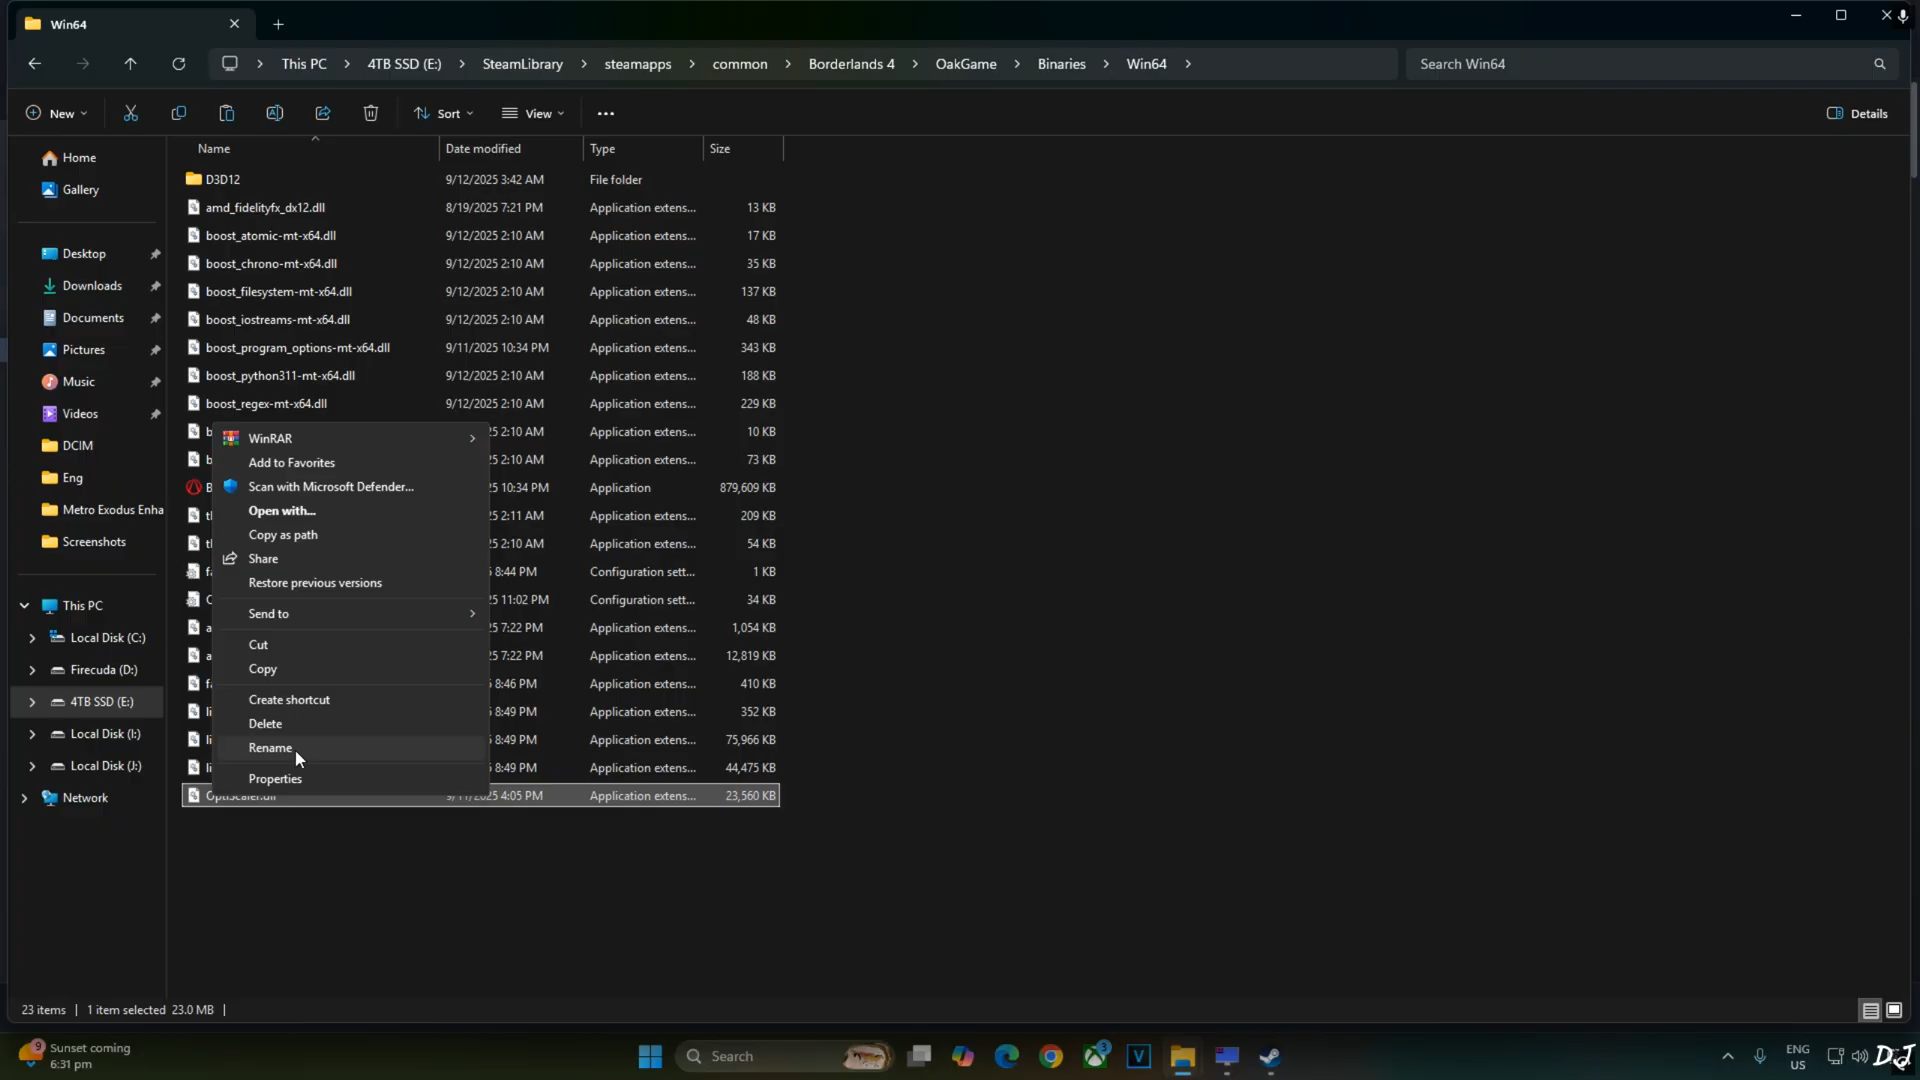 Win64
This PC
4TB SSD (E:)
SteamLibrary
steamapps
common
Borderlands 4
OakGame
Binaries
Win64
Search Win64
New
Sort
View
Details
Home
Gallery
Desktop
Downloads
Documents
Pictures
Music
Videos
DCIM
Eng
Metro Exodus Enha
Screenshots
This PC
Local Disk (C:)
Firecuda (D:)
4TB SSD (E:)
Local Disk (I:)
Local Disk (J:)
Network
Name Date modified Type Size
D3D12 9/12/2025 3:42 AM File folder
amd_fidelityfx_dx12.dll 8/19/2025 7:21 PM Application extens... 13 KB
boost_atomic-mt-x64.dll 9/12/2025 2:10 AM Application extens... 17 KB
boost_chrono-mt-x64.dll 9/12/2025 2:10 AM Application extens... 35 KB
boost_filesystem-mt-x64.dll 9/12/2025 2:10 AM Application extens... 137 KB
boost_iostreams-mt-x64.dll 9/12/2025 2:10 AM Application extens... 48 KB
boost_program_options-mt-x64.dll 9/11/2025 10:34 PM Application extens... 343 KB
boost_python311-mt-x64.dll 9/12/2025 2:10 AM Application extens... 188 KB
boost_regex-mt-x64.dll 9/12/2025 2:10 AM Application extens... 229 KB
b 5 2:10 AM Application extens... 10 KB
b 5 2:10 AM Application extens... 73 KB
B 5 10:34 PM Application 879,609 KB
5 2:11 AM Application extens... 209 KB
5 2:10 AM Application extens... 54 KB
8:44 PM Configuration sett... 1 KB
5 11:02 PM Configuration sett... 34 KB
a 5 7:22 PM Application extens... 1,054 KB
a 5 7:22 PM Application extens... 12,819 KB
8:46 PM Application extens... 410 KB
li 8:49 PM Application extens... 352 KB
li 8:49 PM Application extens... 75,966 KB
li 8:49 PM Application extens... 44,475 KB
OptiScaler.dll 9/11/2025 4:05 PM Application extens... 23,560 KB
WinRAR
Add to Favorites
Scan with Microsoft Defender...
Open with...
Copy as path
Share
Restore previous versions
Send to
Cut
Copy
Create shortcut
Delete
Rename
Properties
23 items | 1 item selected 23.0 MB |
9
Sunset coming
6:31 pm
Search
3
V
ENG
US
DJ